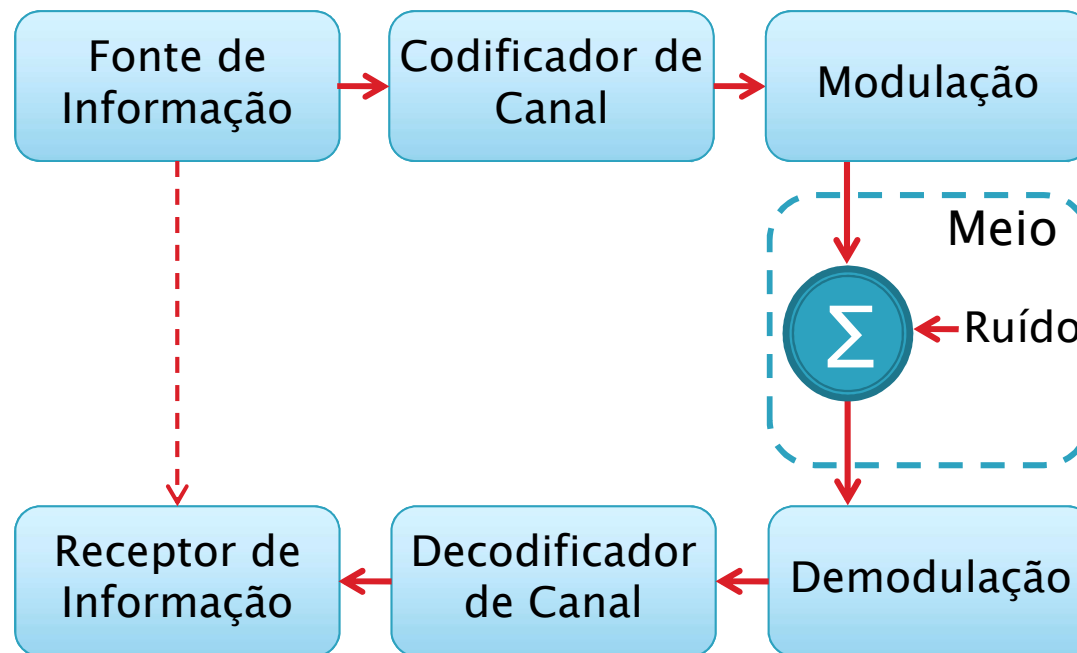 Fonte de
Informação
Codificador de
Canal
Modulação
Meio
Σ
Ruído
Receptor de
Informação
Decodificador
de Canal
Demodulação